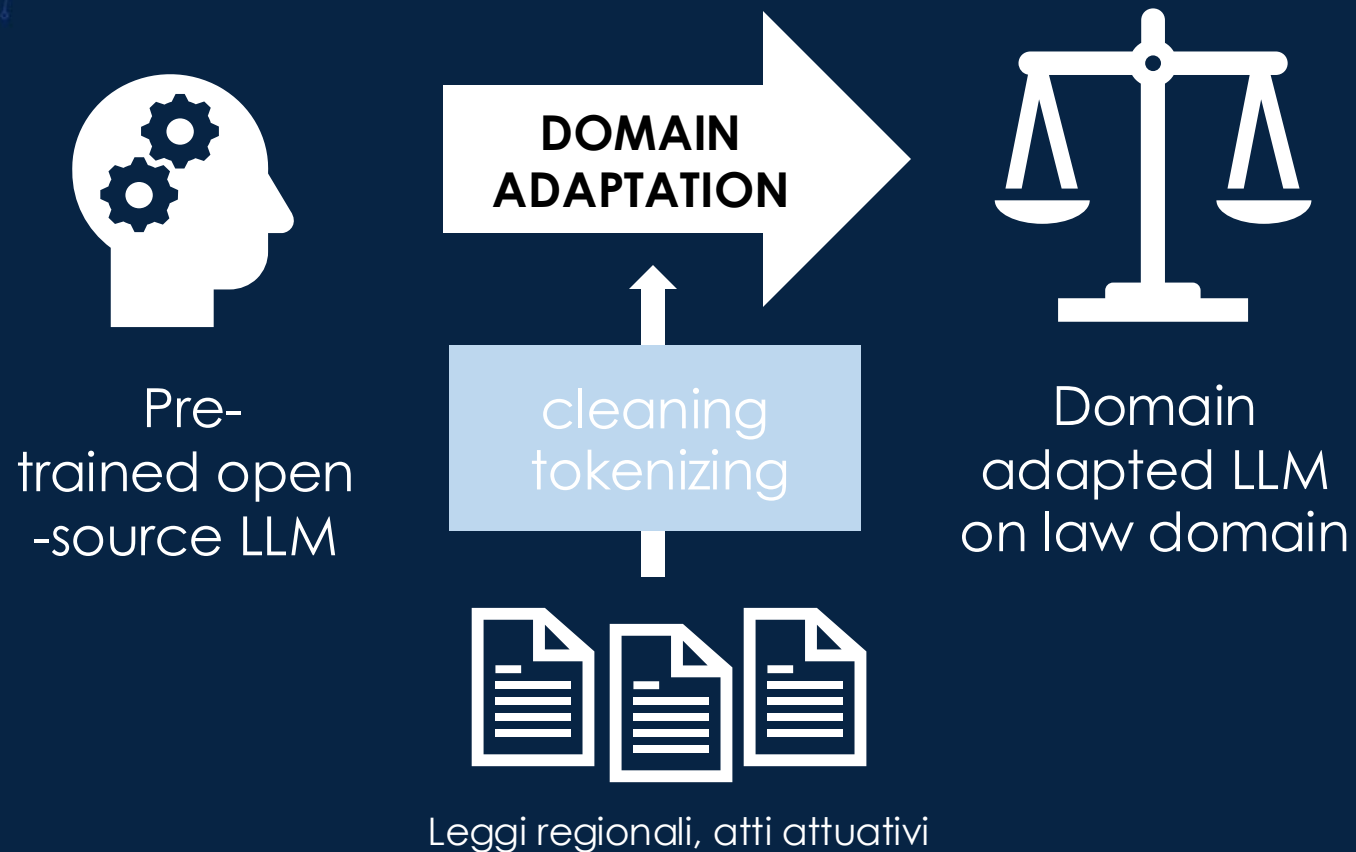 DOMAIN
ADAPTATION
Pre-
trained open
-source LLM
cleaning
tokenizing
Domain
adapted LLM
on law domain
Leggi regionali, atti attuativi